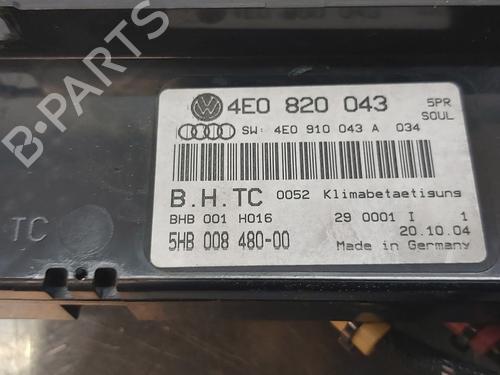 4E0 820 043 5PR
SOUL
SW: 4E0 910 043 A 034
B.H.TC 0052 Klimabetaetisuns
BHB 001 H016 29 0001 I 1
5HB 008 480-00 20.10.04
Made in Germany
TC
B-PARTS